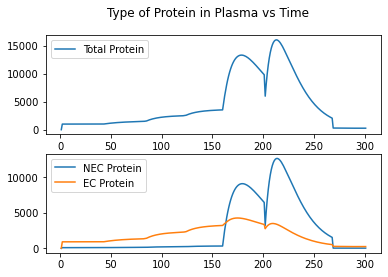 Type of Protein in Plasma vs Time
15000
10000
5000
0
Total Protein
0 50 100 150 200 250 300
10000
5000
0
NEC Protein
EC Protein
0 50 100 150 200 250 300